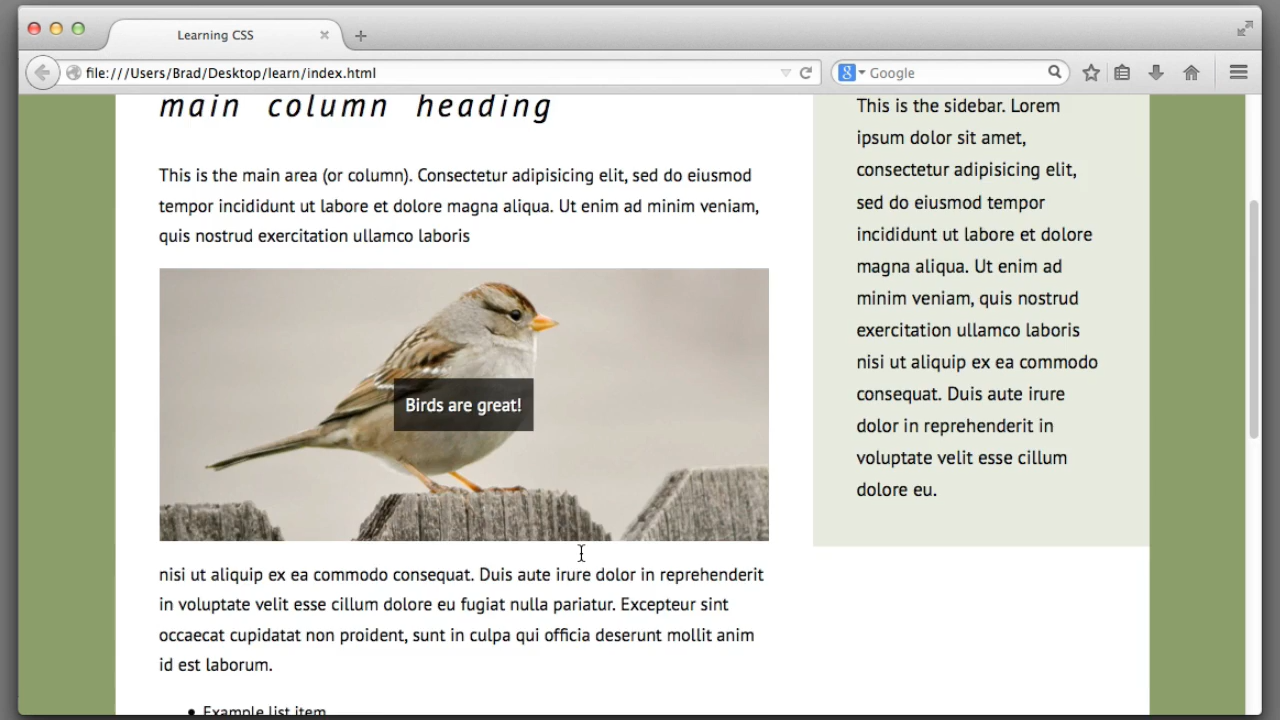 Learning CSS
file:///Users/Brad/Desktop/learn/index.html
Google
main column heading
This is the main area (or column). Consectetur adipisicing elit, sed do eiusmod
tempor incididunt ut labore et dolore magna aliqua. Ut enim ad minim veniam,
quis nostrud exercitation ullamco laboris
Birds are great!
nisi ut aliquip ex ea commodo consequat. Duis aute irure dolor in reprehenderit
in voluptate velit esse cillum dolore eu fugiat nulla pariatur. Excepteur sint
occaecat cupidatat non proident, sunt in culpa qui officia deserunt mollit anim
id est laborum.
Example list item
This is the sidebar. Lorem
ipsum dolor sit amet,
consectetur adipisicing elit,
sed do eiusmod tempor
incididunt ut labore et dolore
magna aliqua. Ut enim ad
minim veniam, quis nostrud
exercitation ullamco laboris
nisi ut aliquip ex ea commodo
consequat. Duis aute irure
dolor in reprehenderit in
voluptate velit esse cillum
dolore eu.